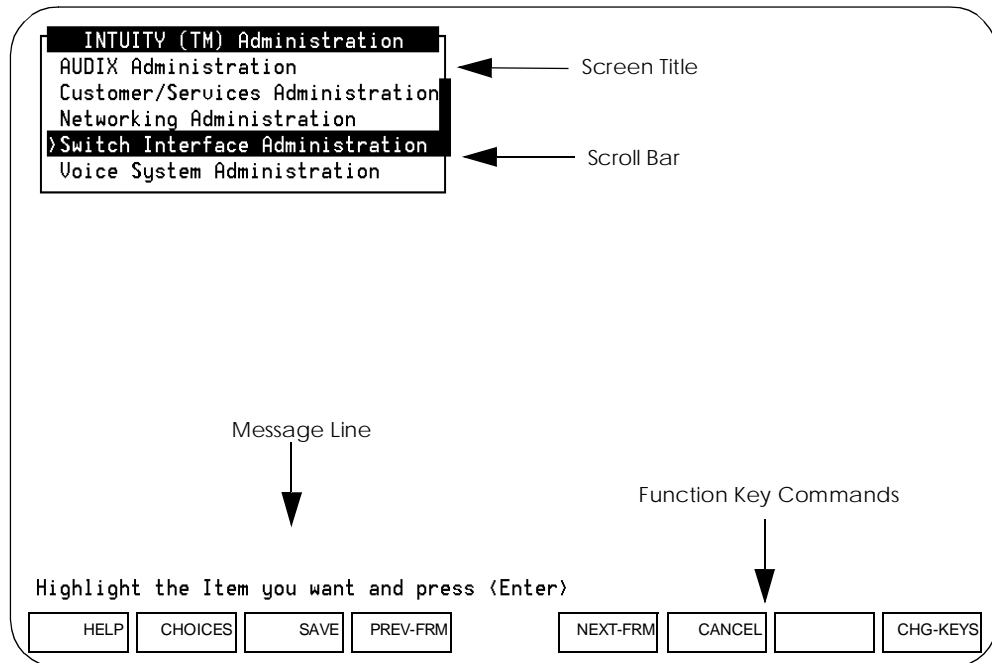 INTUITY (TM) Administration
AUDIX Administration
Screen Title
Customer/Services Administration
Networking Administration
>Switch Interface Administration
Scroll Bar
Voice System Administration
Message Line
Function Key Commands
Highlight the Item you want and press <Enter>
HELP CHOICES SAVE PREV-FRM NEXT-FRM CANCEL CHG-KEYS